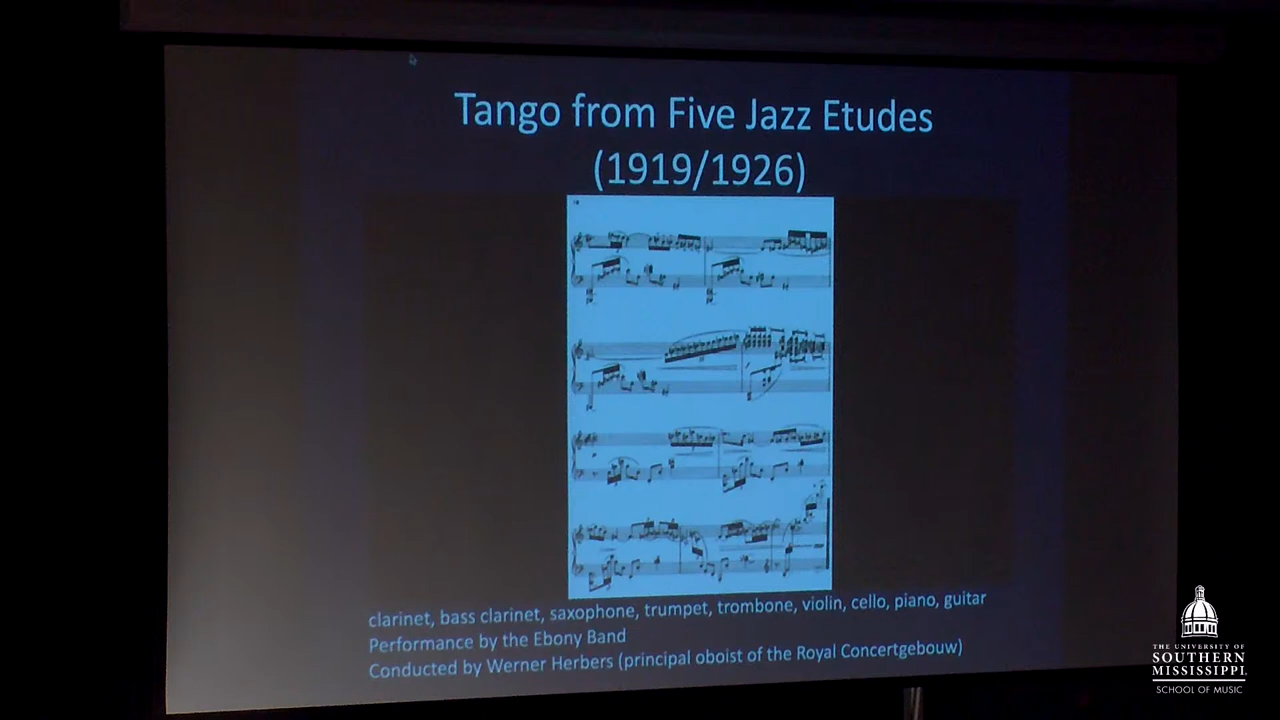 Tango from Five Jazz Etudes
(1919/1926)
clarinet, bass clarinet, saxophone, trumpet, trombone, violin, cello, piano, guitar
Performance by the Ebony Band
Conducted by Werner Herbers (principal oboist of the Royal Concertgebouw)
THE UNIVERSITY OF
SOUTHERN
MISSISSIPPI.
SCHOOL OF MUSIC